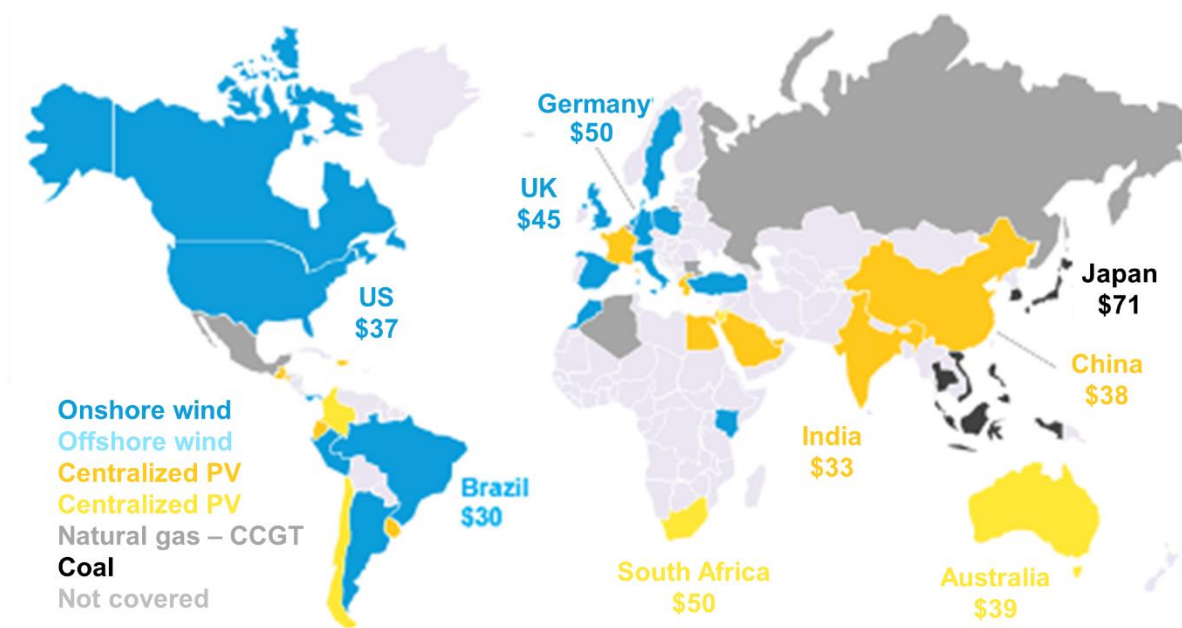 Germany
$50
UK
$45
US
$37
Japan
$71
China
$38
India
$33
Brazil
$30
South Africa
$50
Australia
$39
Onshore wind
Offshore wind
Centralized PV
Centralized PV
Natural gas – CCGT
Coal
Not covered